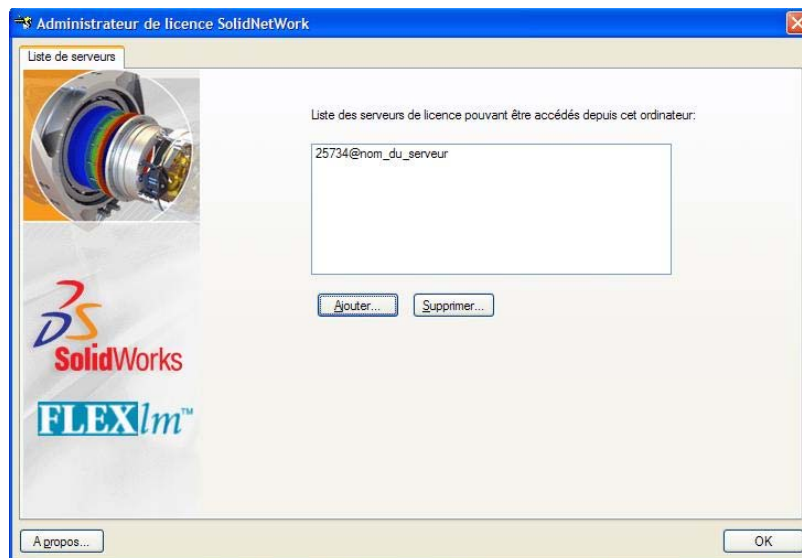 Administrateur de licence SolidNetWork
Liste de serveurs
Liste des serveurs de licence pouvant être accédés depuis cet ordinateur:
25734@nom_du_serveur
Ajouter...
Supprimer...
SolidWorks
FLEXlm™
A propos...
OK